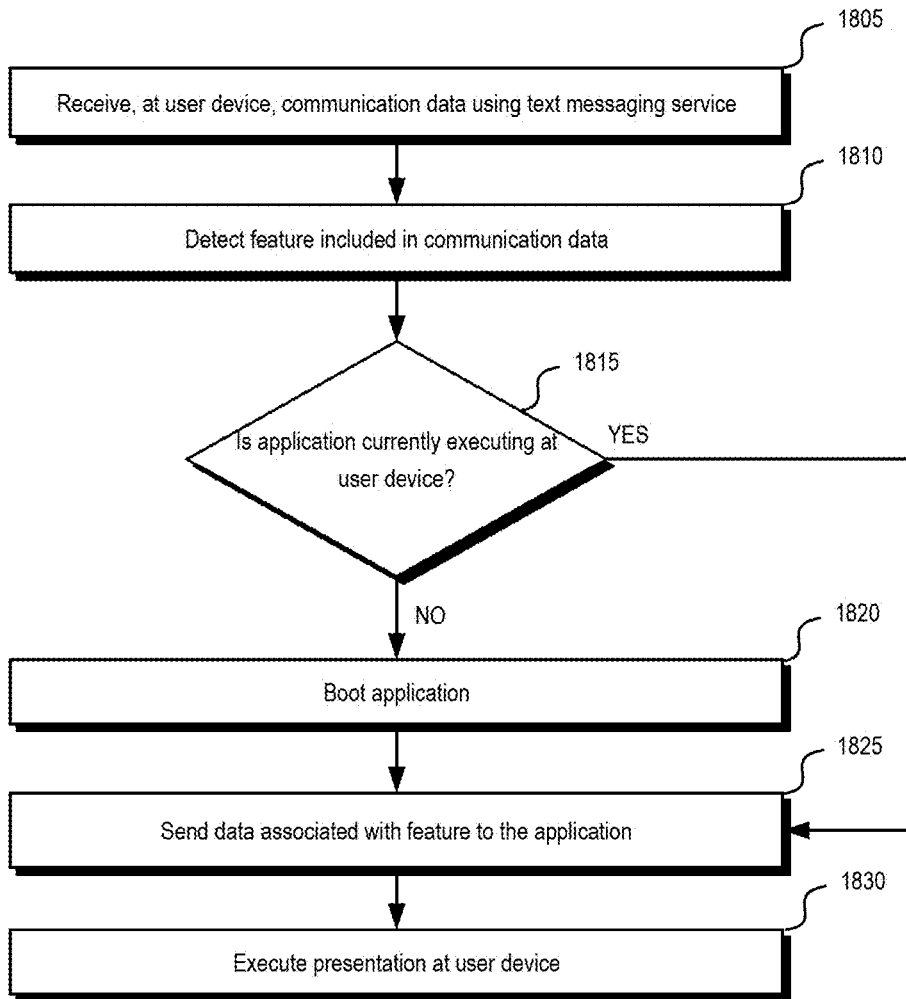 1805
Receive, at user device, communication data using text messaging service
1810
Detect feature included in communication data
1815
Is application currently executing at
user device?
YES
NO
1820
Boot application
1825
Send data associated with feature to the application
1830
Execute presentation at user device